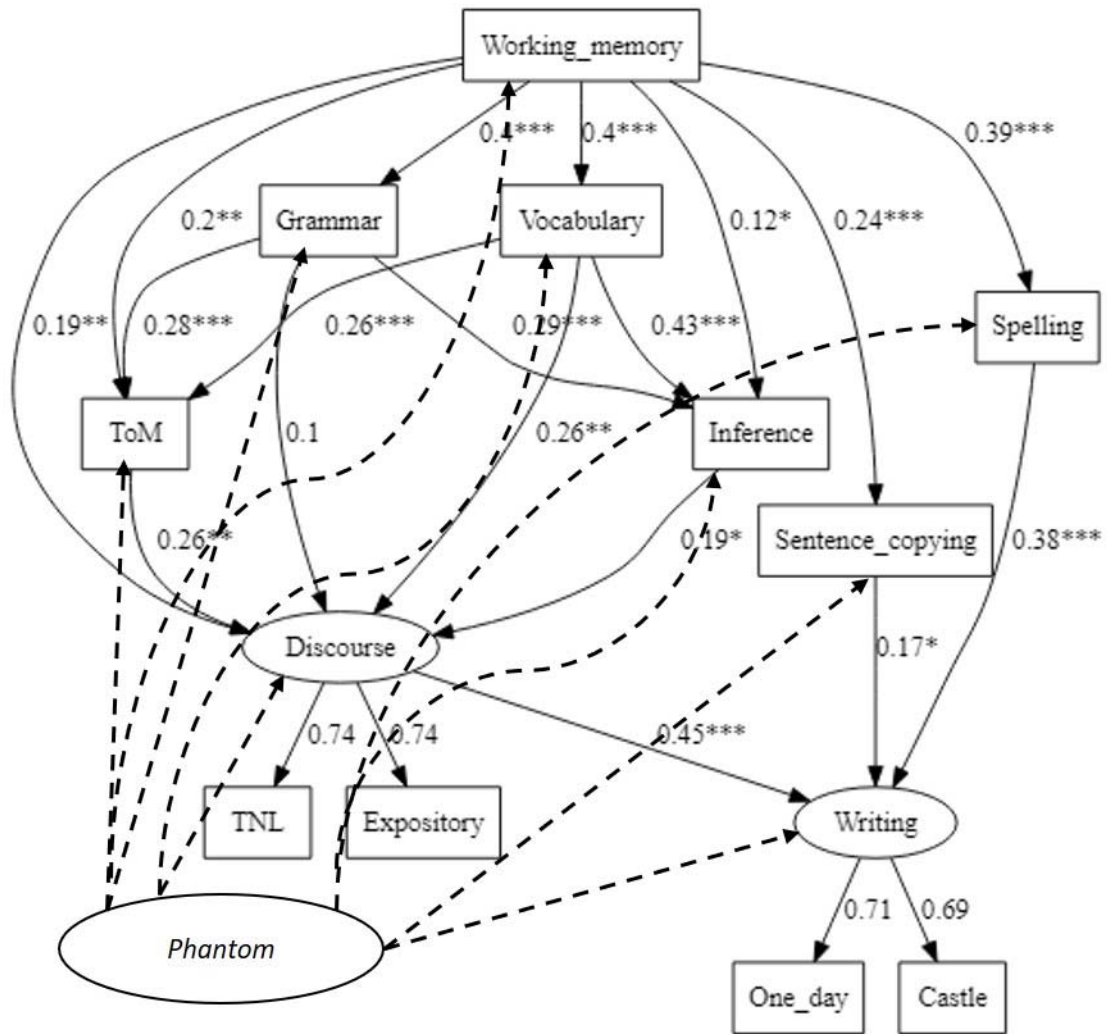 Working_memory
0.4***
0.4***
0.39***
Grammar
Vocabulary
0.2**
0.12*
0.24***
0.19**
0.28***
0.26***
0.29***
0.43***
Spelling
ToM
0.1
0.26**
Inference
0.26**
0.19*
Sentence_copying
0.38***
Discourse
0.17*
0.74
0.74
0.45***
TNL
Expository
Writing
Phantom
0.71
0.69
One_day
Castle